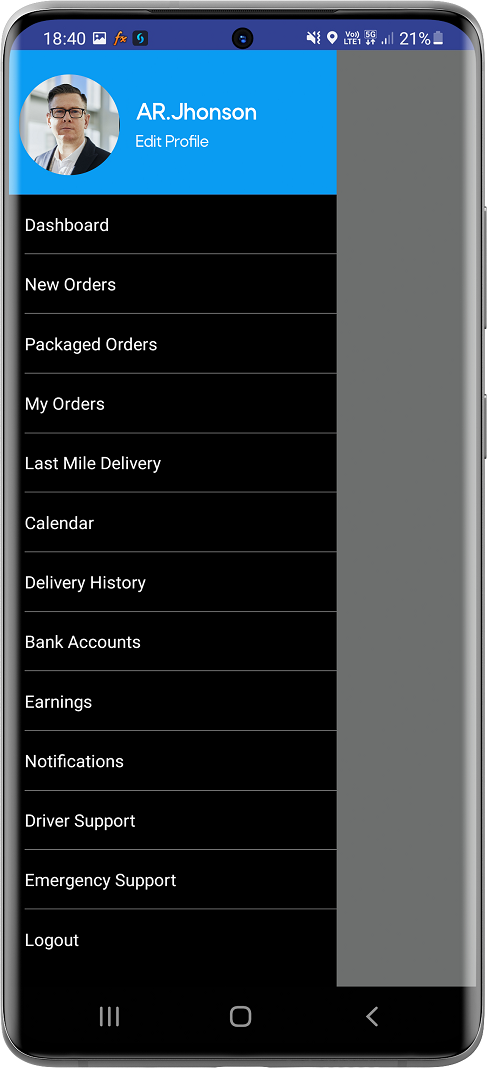 18:40 fx Vo)) LTE1 5G 21%
AR.Jhonson
Edit Profile
Dashboard
New Orders
Packaged Orders
My Orders
Last Mile Delivery
Calendar
Delivery History
Bank Accounts
Earnings
Notifications
Driver Support
Emergency Support
Logout